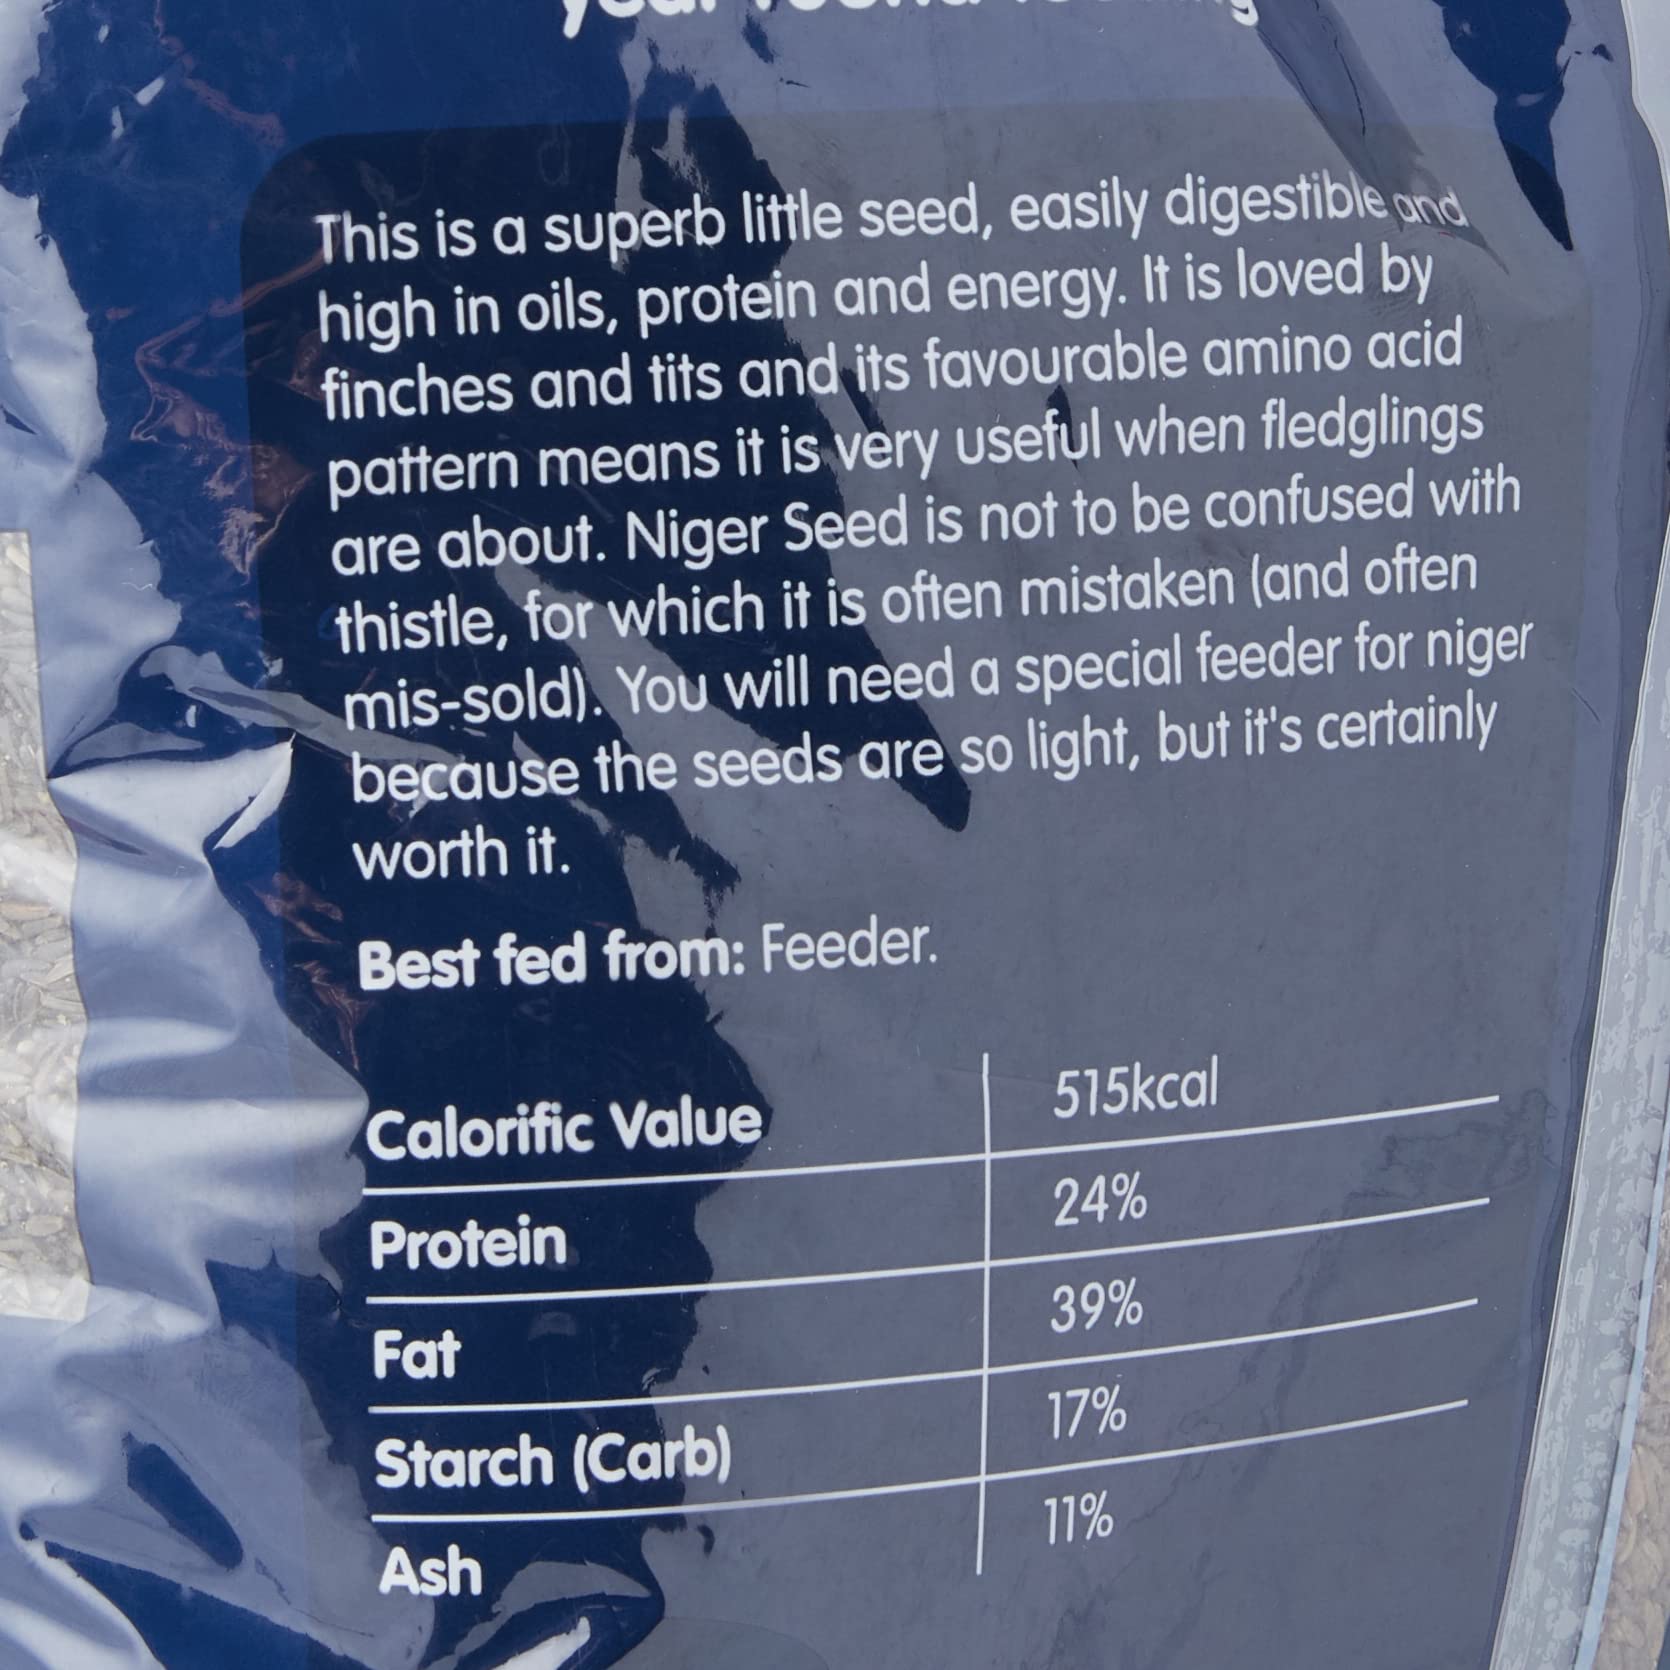 This is a superb little seed, easily digestible and
high in oils, protein and energy. It is loved by
finches and tits and its favourable amino acid
pattern means it is very useful when fledglings
are about. Niger Seed is not to be confused with
thistle, for which it is often mistaken (and often
mis-sold). You will need a special feeder for niger
because the seeds are so light, but it's certainly
worth it.
Best fed from: Feeder.
Calorific Value 515kcal
Protein 24%
Fat 39%
Starch (Carb) 17%
Ash 11%